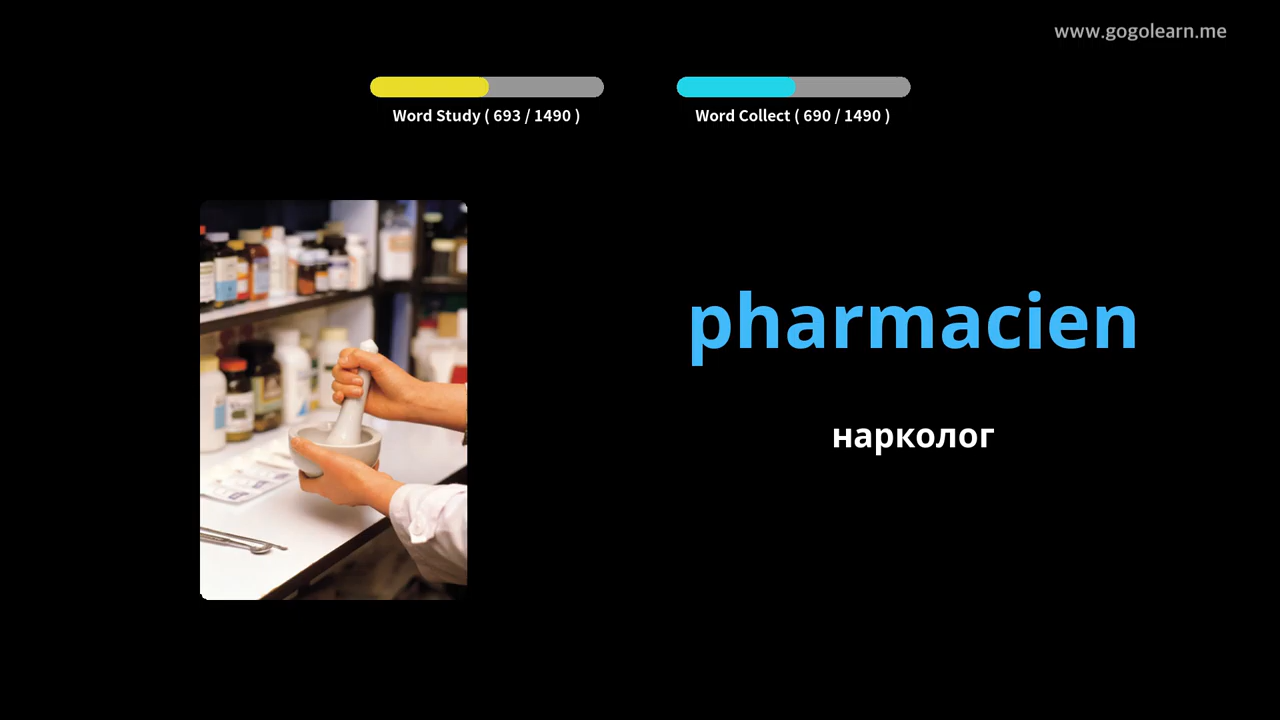 www.gogolearn.me
Word Study ( 693 / 1490 )
Word Collect ( 690 / 1490 )
pharmacien
нарколог